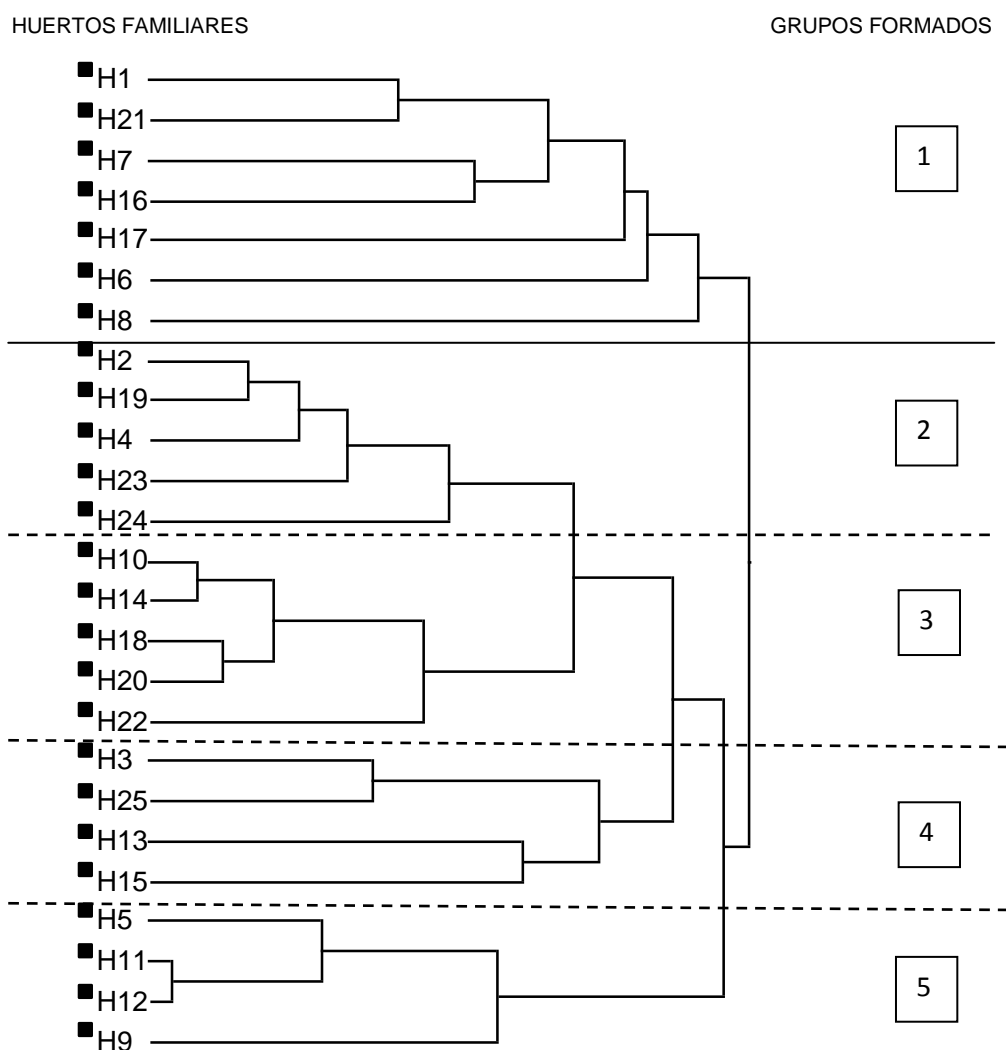 HUERTOS FAMILIARES GRUPOS FORMADOS
H1
H21
H7
1
H16
H17
H6
H8
H2
H19
H4
2
H23
H24
H10
H14
3
H18
H20
H22
H3
H25
4
H13
H15
H5
H11
5
H12
H9